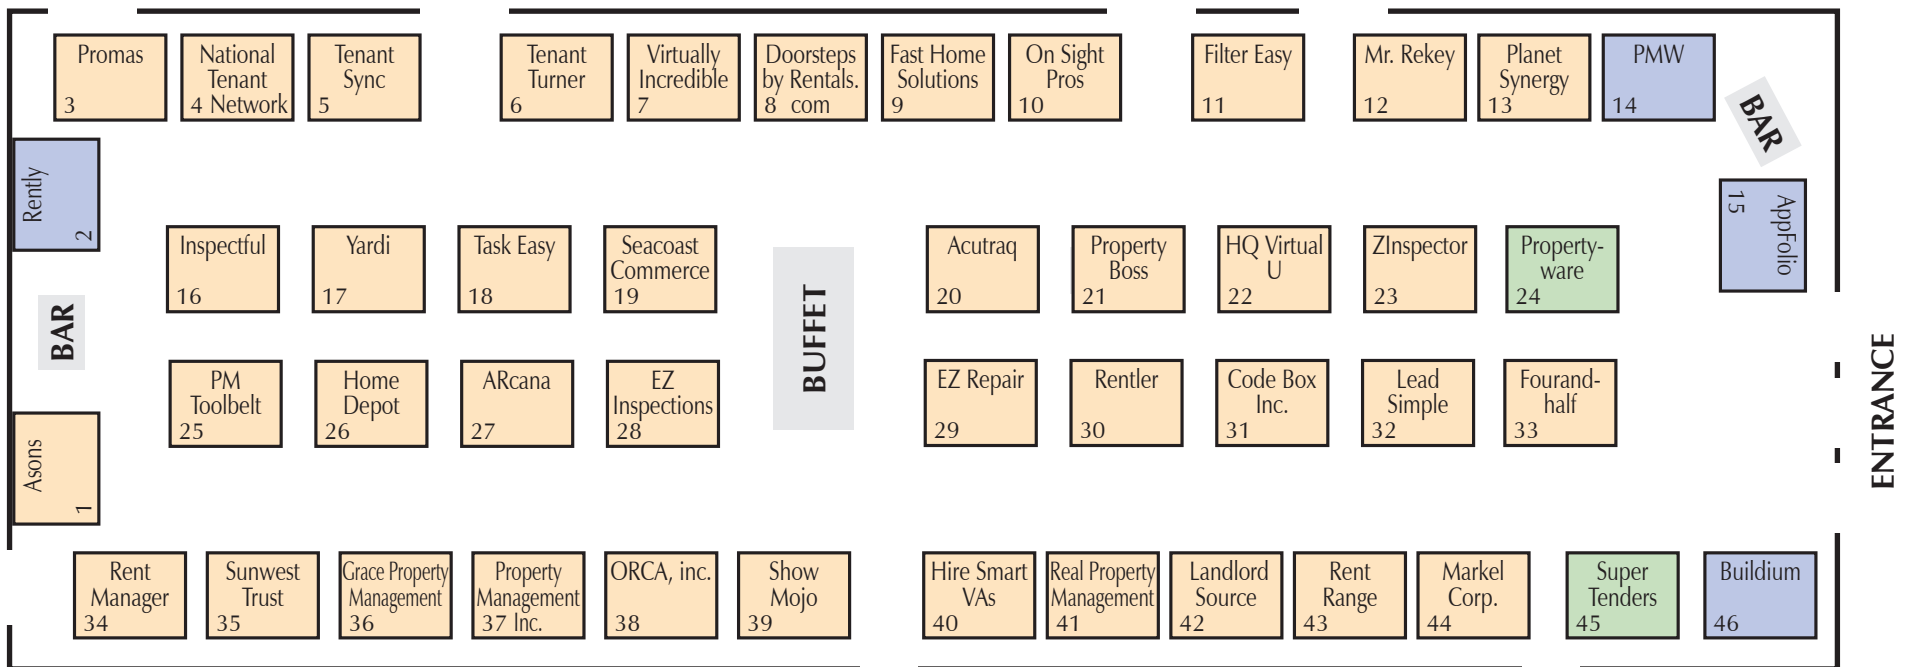 Promas
3
National
Tenant
4 Network
Tenant
Sync
5
Tenant
Turner
6
Virtually
Incredible
7
Doorsteps
by Rentals.
8 com
Fast Home
Solutions
9
On Sight
Pros
10
Filter Easy
11
Mr. Rekey
12
Planet
Synergy
13
PMW
14
BAR
Rently
2
AppFolio
15
Inspectful
16
Yardi
17
Task Easy
18
Seacoast
Commerce
19
BUFFET
Acutraq
20
Property
Boss
21
HQ Virtual
U
22
ZInspector
23
Property-
ware
24
BAR
ENTRANCE
PM
Toolbelt
25
Home
Depot
26
ARcana
27
EZ
Inspections
28
EZ Repair
29
Rentler
30
Code Box
Inc.
31
Lead
Simple
32
Fourand-
half
33
Asons
1
Rent
Manager
34
Sunwest
Trust
35
Grace Property
Management
36
Property
Management
37 Inc.
ORCA, inc.
38
Show
Mojo
39
Hire Smart
VAs
40
Real Property
Management
41
Landlord
Source
42
Rent
Range
43
Markel
Corp.
44
Super
Tenders
45
Buildium
46